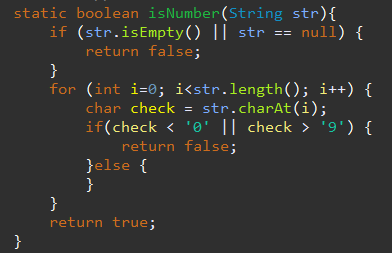 static boolean isNumber(String str){
    if (str.isEmpty() || str == null) {
        return false;
    }
    for (int i=0; i<str.length(); i++) {
        char check = str.charAt(i);
        if(check < '0' || check > '9') {
            return false;
        }else {
        }
    }
    return true;
}